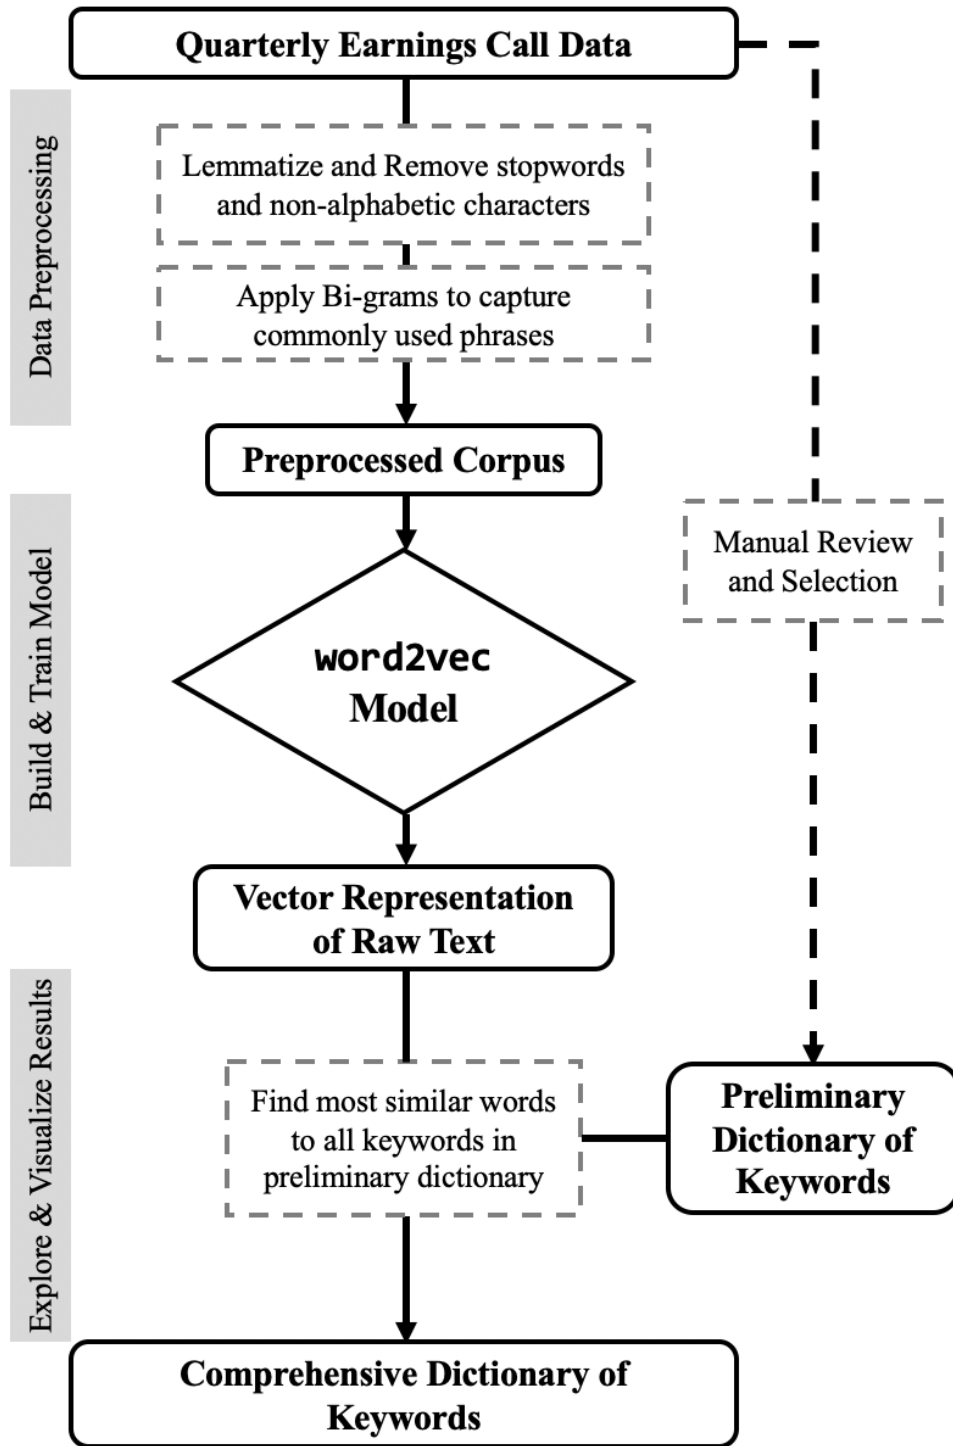 Quarterly Earnings Call Data
Data Preprocessing
Lemmatize and Remove stopwords
and non-alphabetic characters
Apply Bi-grams to capture
commonly used phrases
Preprocessed Corpus
Build & Train Model
word2vec
Model
Manual Review
and Selection
Vector Representation
of Raw Text
Explore & Visualize Results
Find most similar words
to all keywords in
preliminary dictionary
Preliminary
Dictionary of
Keywords
Comprehensive Dictionary of
Keywords